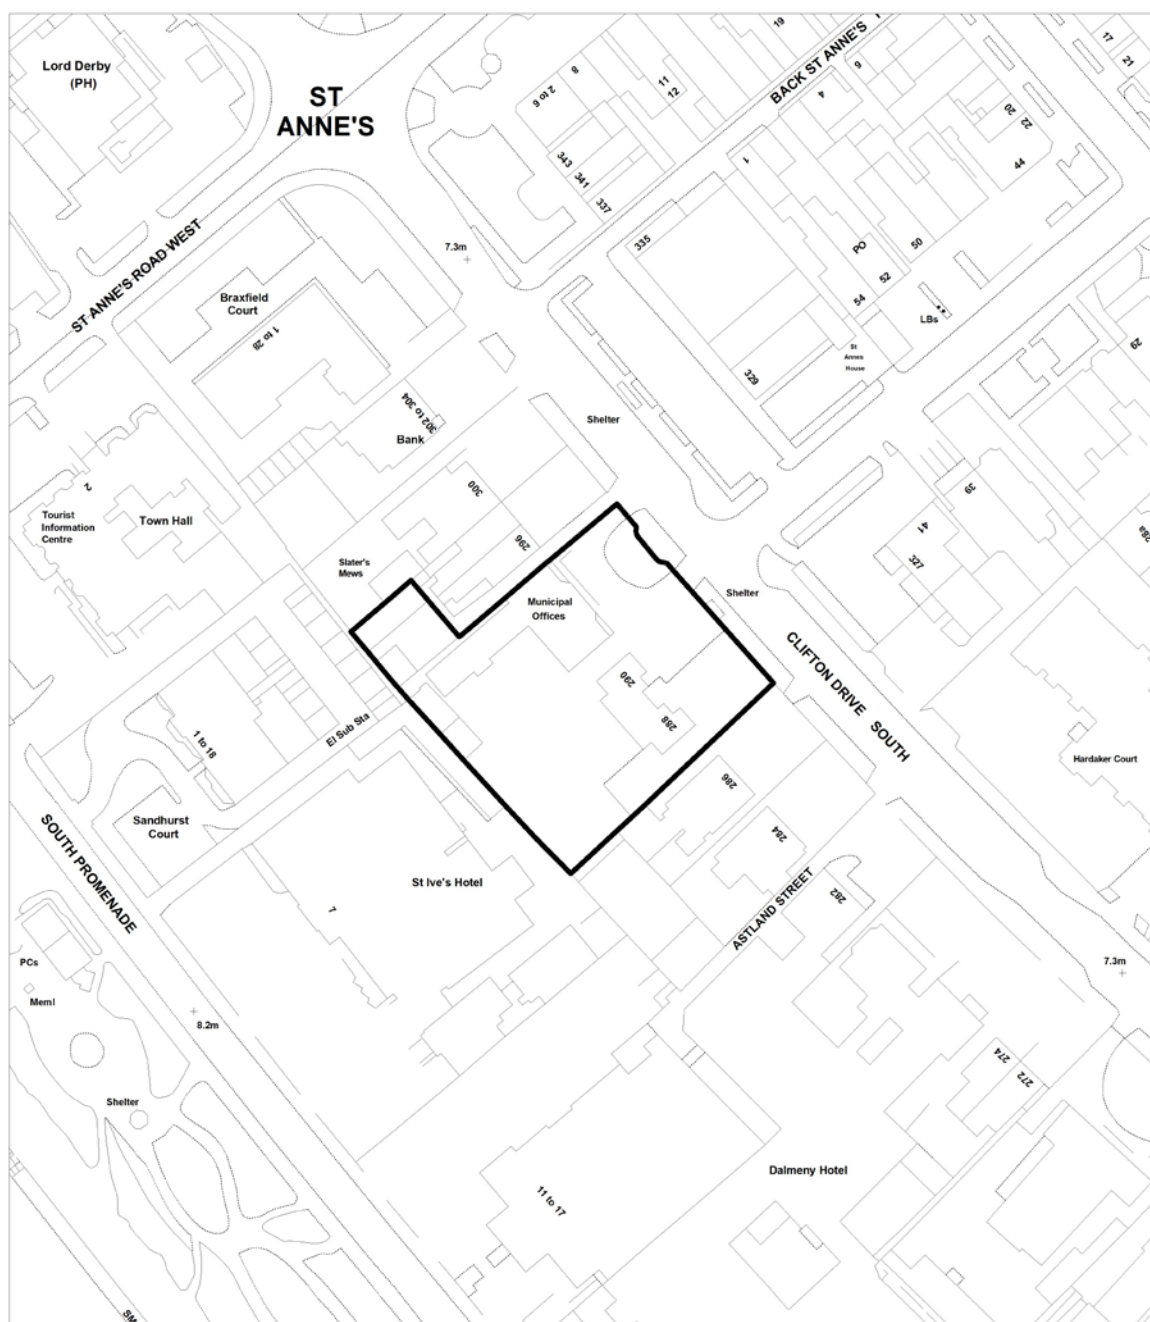 19
17
21
Lord Derby
(PH)
8
2 to 6
11
12
BACK ST ANNE'S
9
4
ST
ANNE'S
20
22
44
343
341
337
1
335
PO
50
52
54
LBs
7.3m
ST ANNE'S ROAD WEST
Braxfield
Court
1 to 28
St
Annes
House
29
329
302 to 304
Bank
Shelter
2
Tourist
Information
Centre
Town Hall
300
296
39
41
327
28a
Slater's
Mews
Municipal
Offices
Shelter
290
288
CLIFTON DRIVE SOUTH
El Sub Sta
1 to 18
Hardaker Court
286
284
Sandhurst
Court
SOUTH PROMENADE
St Ive's Hotel
7
ASTLAND STREET
282
PCs
Meml
7.3m
8.2m
274
272
Shelter
Dalmeny Hotel
11 to 17